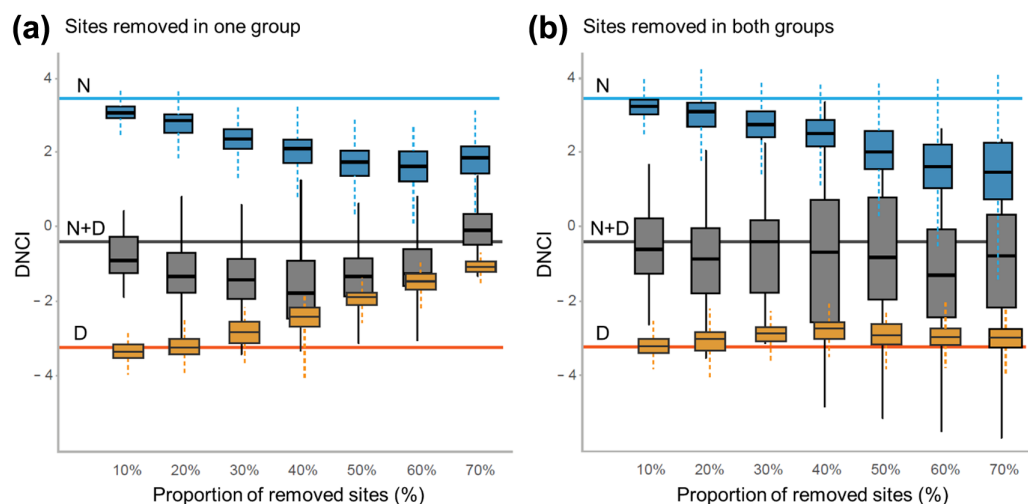 (a) Sites removed in one group
4
2
0
− 2
− 4
DNCI
N
N+D
D
10% 20% 30% 40% 50% 60% 70%
Proportion of removed sites (%)
(b) Sites removed in both groups
4
2
0
− 2
− 4
DNCI
N
N+D
D
10% 20% 30% 40% 50% 60% 70%
Proportion of removed sites (%)